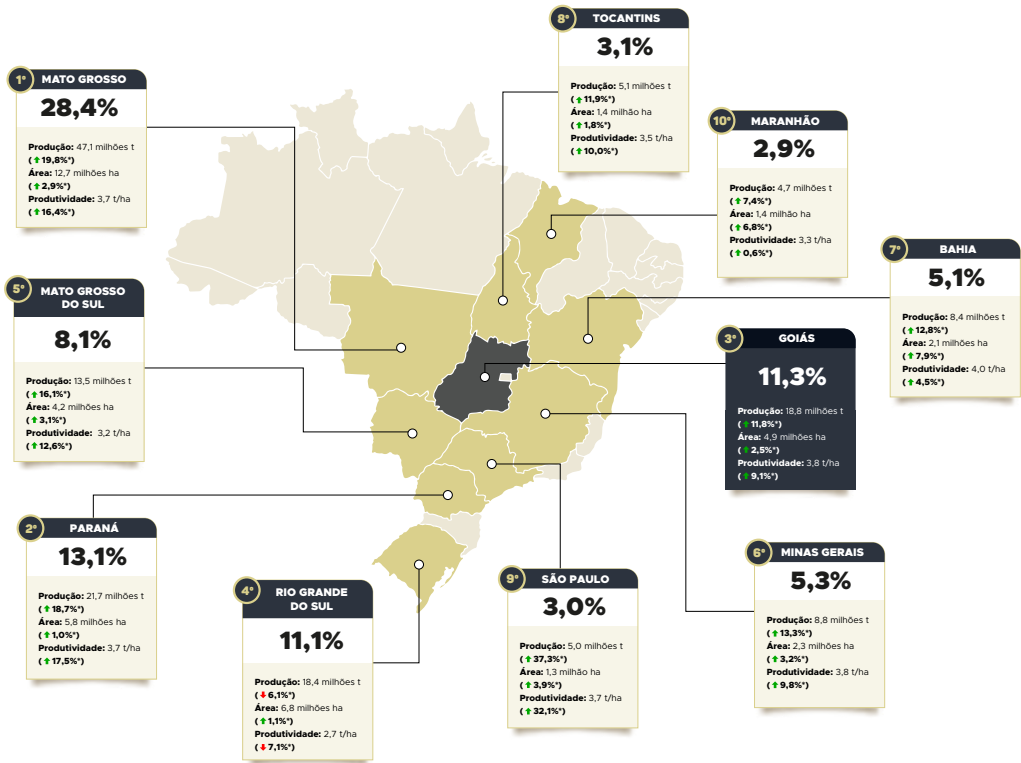 8º
TOCANTINS
3,1%
Produção: 5,1 milhões t
(⬆11,9%*)
Área: 1,4 milhão ha
(⬆1,8%*)
Produtividade: 3,5 t/ha
(⬆10,0%*)
1º
MATO GROSSO
28,4%
Produção: 47,1 milhões t
(⬆19,8%*)
Área: 12,7 milhões ha
(⬆2,9%*)
Produtividade: 3,7 t/ha
(⬆16,4%*)
10º
MARANHÃO
2,9%
Produção: 4,7 milhões t
(⬆7,4%*)
Área: 1,4 milhão ha
(⬆6,8%*)
Produtividade: 3,3 t/ha
(⬆0,6%*)
7º
BAHIA
5,1%
Produção: 8,4 milhões t
(⬆12,8%*)
Área: 2,1 milhões ha
(⬆7,9%*)
Produtividade: 4,0 t/ha
(⬆4,5%*)
5º
MATO GROSSO
DO SUL
8,1%
Produção: 13,5 milhões t
(⬆16,1%*)
Área: 4,2 milhões ha
(⬆3,1%*)
Produtividade: 3,2 t/ha
(⬆12,6%*)
3º
GOIÁS
11,3%
Produção: 18,8 milhões t
(⬆11,8%*)
Área: 4,9 milhões ha
(⬆2,5%*)
Produtividade: 3,8 t/ha
(⬆9,1%*)
2º
PARANÁ
13,1%
Produção: 21,7 milhões t
(⬆18,7%*)
Área: 5,8 milhões ha
(⬆1,0%*)
Produtividade: 3,7 t/ha
(⬆17,5%*)
4º
RIO GRANDE
DO SUL
11,1%
Produção: 18,4 milhões t
(⬇6,1%*)
Área: 6,8 milhões ha
(⬆1,1%*)
Produtividade: 2,7 t/ha
(⬇7,1%*)
9º
SÃO PAULO
3,0%
Produção: 5,0 milhões t
(⬆37,3%*)
Área: 1,3 milhão ha
(⬆3,9%*)
Produtividade: 3,7 t/ha
(⬆32,1%*)
6º
MINAS GERAIS
5,3%
Produção: 8,8 milhões t
(⬆13,3%*)
Área: 2,3 milhões ha
(⬆3,2%*)
Produtividade: 3,8 t/ha
(⬆9,8%*)